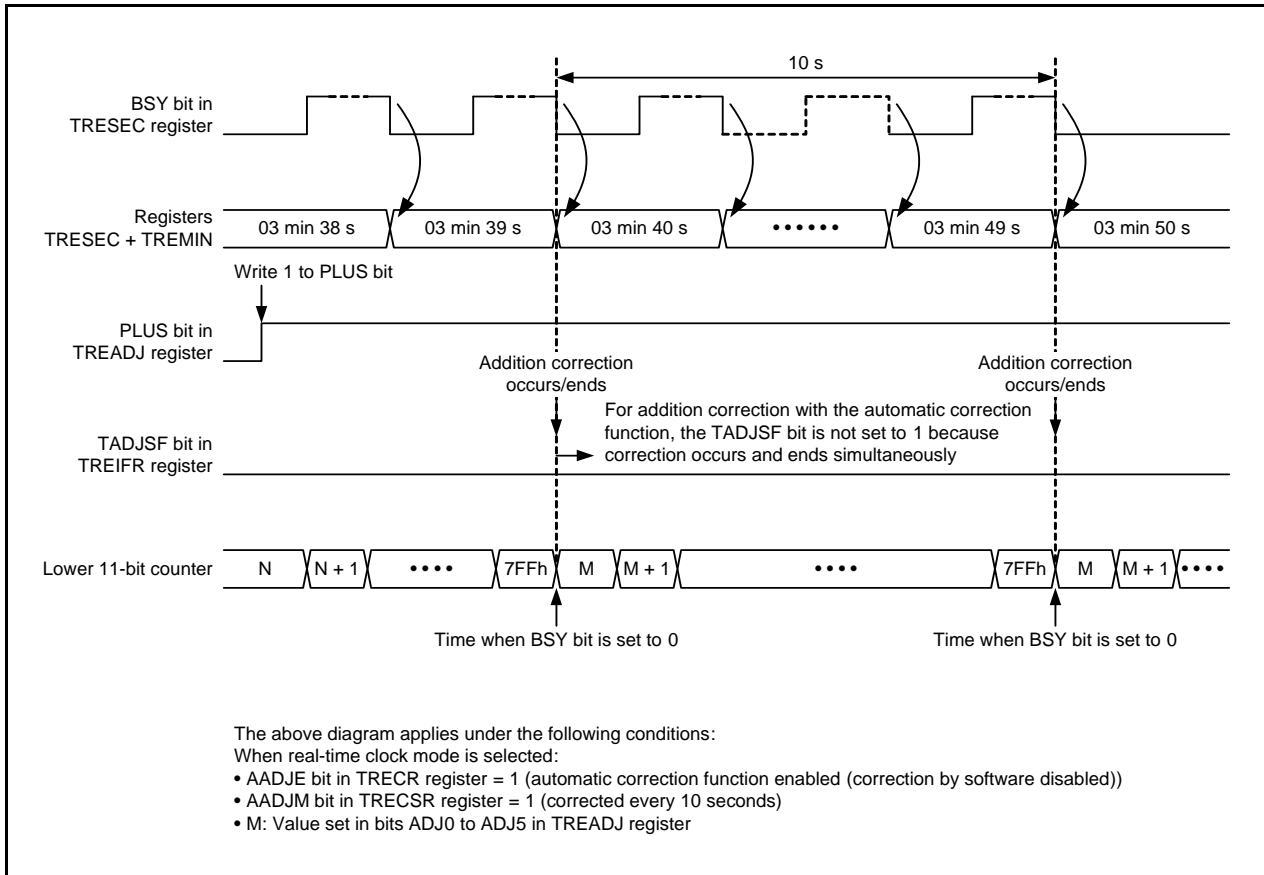 10 s
BSY bit in
TRESEC register
Registers
TRESEC + TREMIN
03 min 38 s
03 min 39 s
03 min 40 s
••••••
03 min 49 s
03 min 50 s
Write 1 to PLUS bit
PLUS bit in
TREADJ register
Addition correction
occurs/ends
Addition correction
occurs/ends
For addition correction with the automatic correction
function, the TADJSF bit is not set to 1 because
correction occurs and ends simultaneously
TADJSF bit in
TREIFR register
Lower 11-bit counter
N
N + 1
••••
7FFh
M
M + 1
••••
7FFh
M
M + 1
••••
Time when BSY bit is set to 0
Time when BSY bit is set to 0
The above diagram applies under the following conditions:
When real-time clock mode is selected:
• AADJE bit in TRECR register = 1 (automatic correction function enabled (correction by software disabled))
• AADJM bit in TRECSR register = 1 (corrected every 10 seconds)
• M: Value set in bits ADJ0 to ADJ5 in TREADJ register